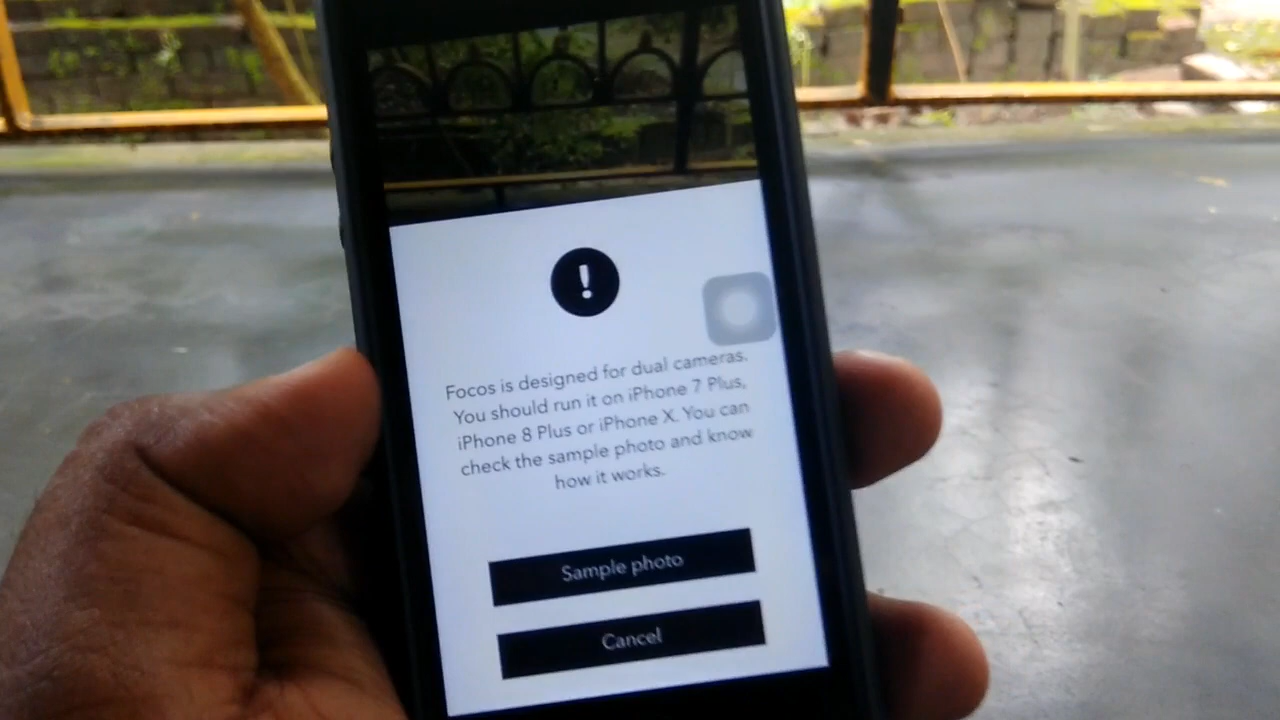 !
Focos is designed for dual cameras.
You should run it on iPhone 7 Plus,
iPhone 8 Plus or iPhone X. You can
check the sample photo and know
how it works.
Sample photo
Cancel